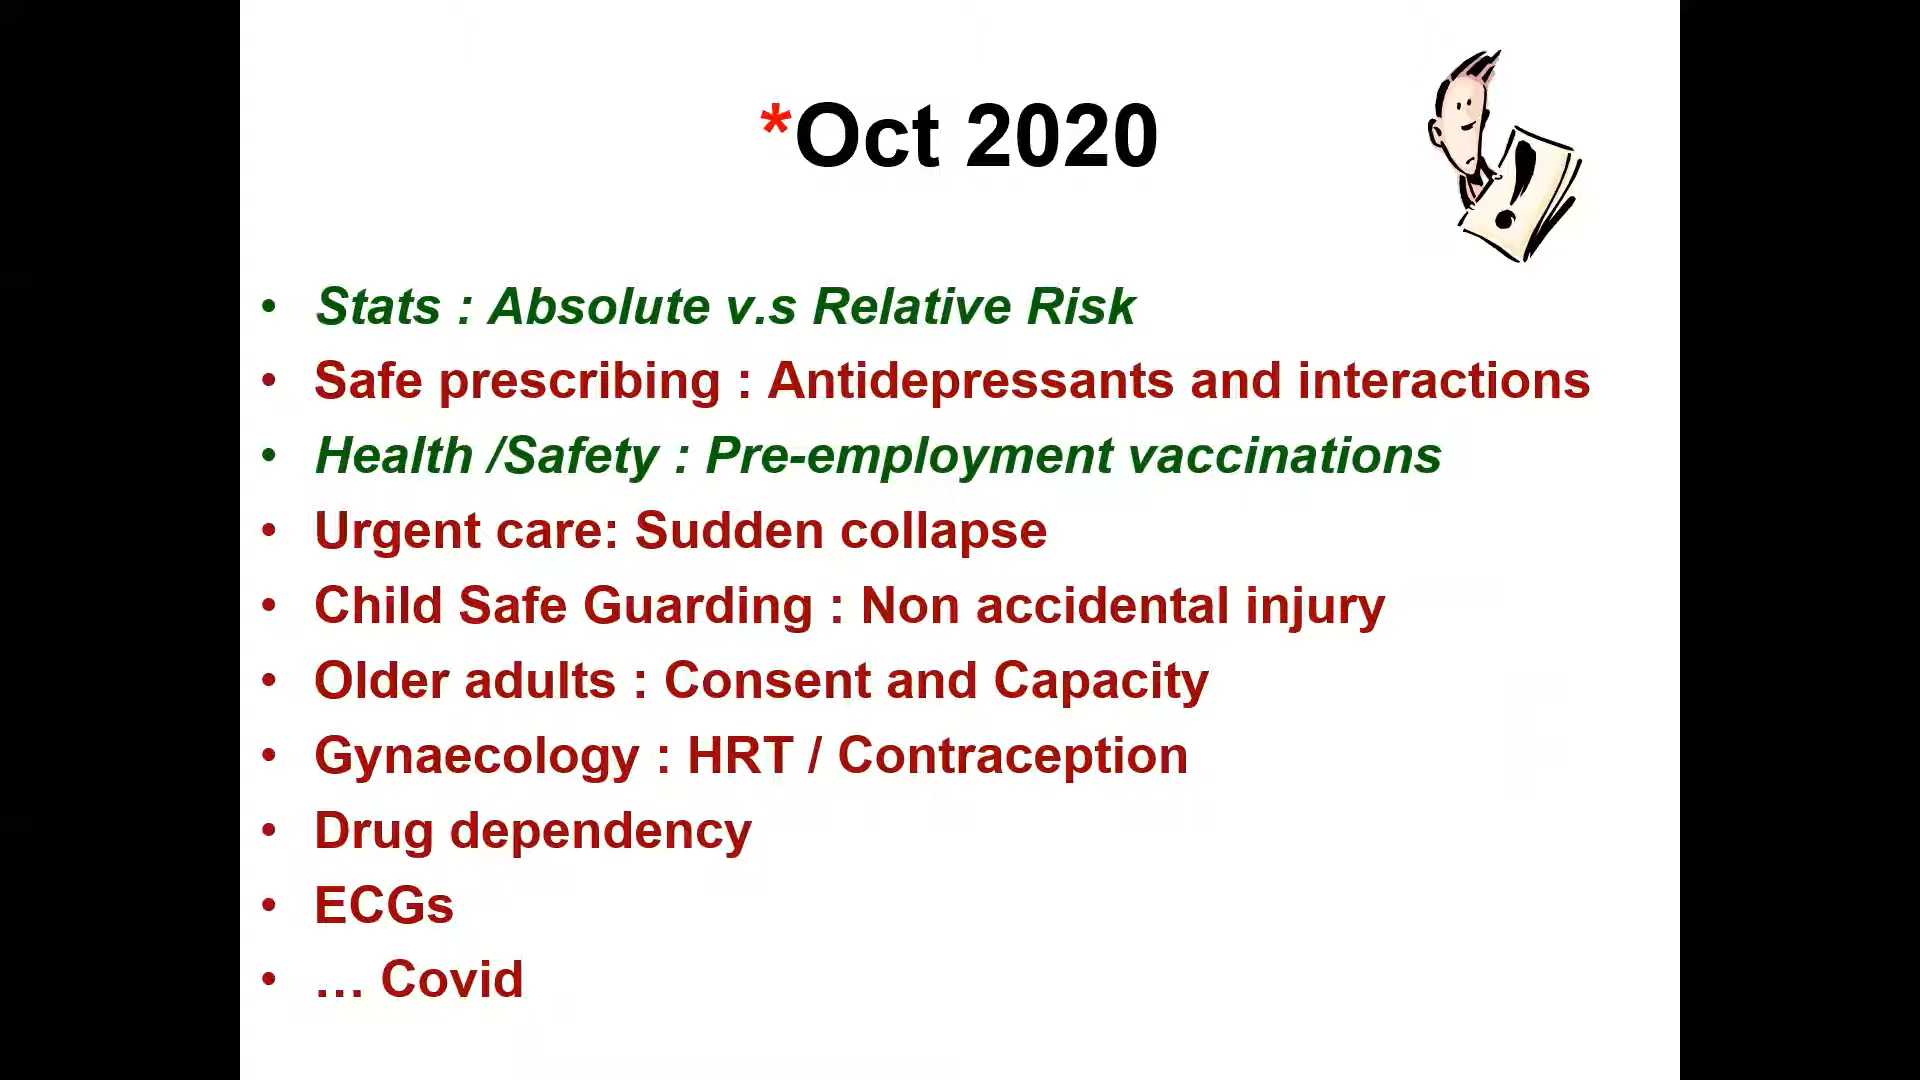 *Oct 2020
• Stats : Absolute v.s Relative Risk
• Safe prescribing : Antidepressants and interactions
• Health /Safety : Pre-employment vaccinations
• Urgent care: Sudden collapse
• Child Safe Guarding : Non accidental injury
• Older adults : Consent and Capacity
• Gynaecology : HRT / Contraception
• Drug dependency
• ECGs
• … Covid